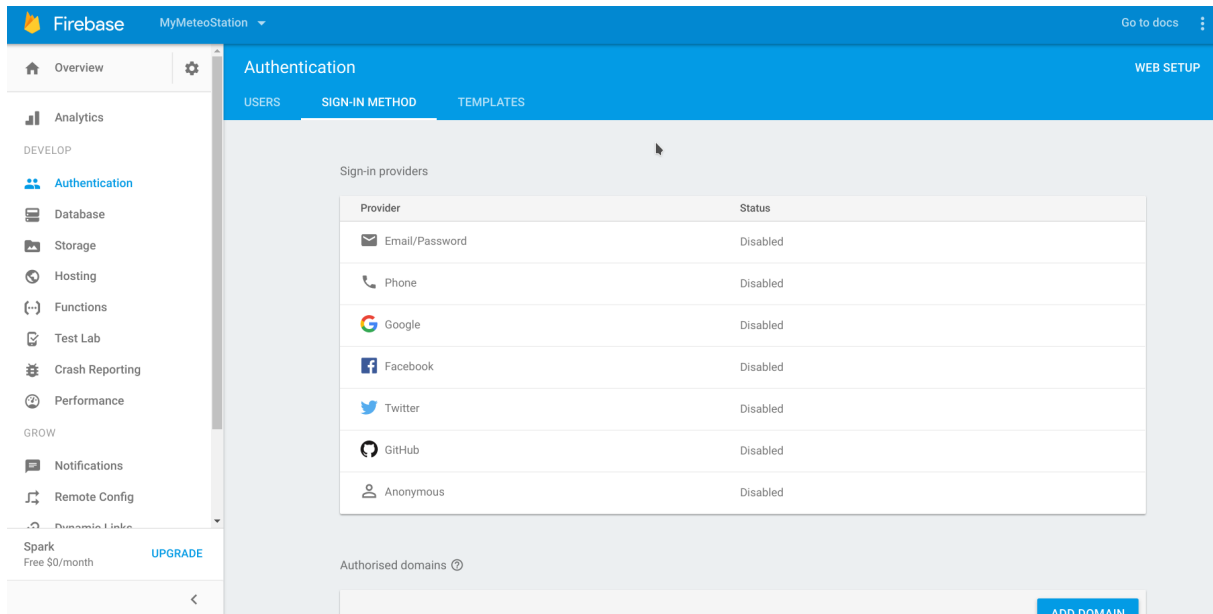 Firebase MyMeteoStation Go to docs
Overview
Analytics
DEVELOP
Authentication
Database
Storage
Hosting
Functions
Test Lab
Crash Reporting
Performance
GROW
Notifications
Remote Config
Dynamic Links
Spark
Free $0/month
UPGRADE
Authentication
WEB SETUP
USERS SIGN-IN METHOD TEMPLATES
Sign-in providers
Provider Status
Email/Password Disabled
Phone Disabled
Google Disabled
Facebook Disabled
Twitter Disabled
GitHub Disabled
Anonymous Disabled
Authorised domains
ADD DOMAIN